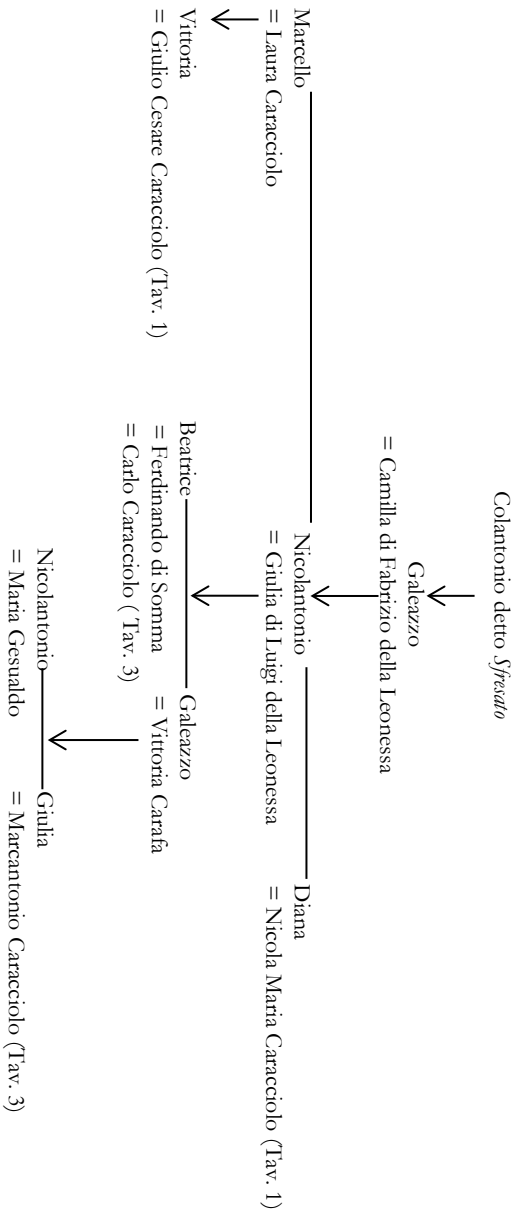 Colantonio detto Sfresato
Galeazzo
= Camilla di Fabrizio della Leonessa
Marcello
= Laura Caracciolo
Nicolantonio
= Giulia di Luigi della Leonessa
Diana
= Nicola Maria Caracciolo (Tav. 1)
Vittoria
= Giulio Cesare Caracciolo (Tav. 1)
Beatrice
= Ferdinando di Somma
= Carlo Caracciolo ( Tav. 3)
Galeazzo
= Vittoria Carafa
Nicolantonio
= Maria Gesualdo
Giulia
= Marcantonio Caracciolo (Tav. 3)